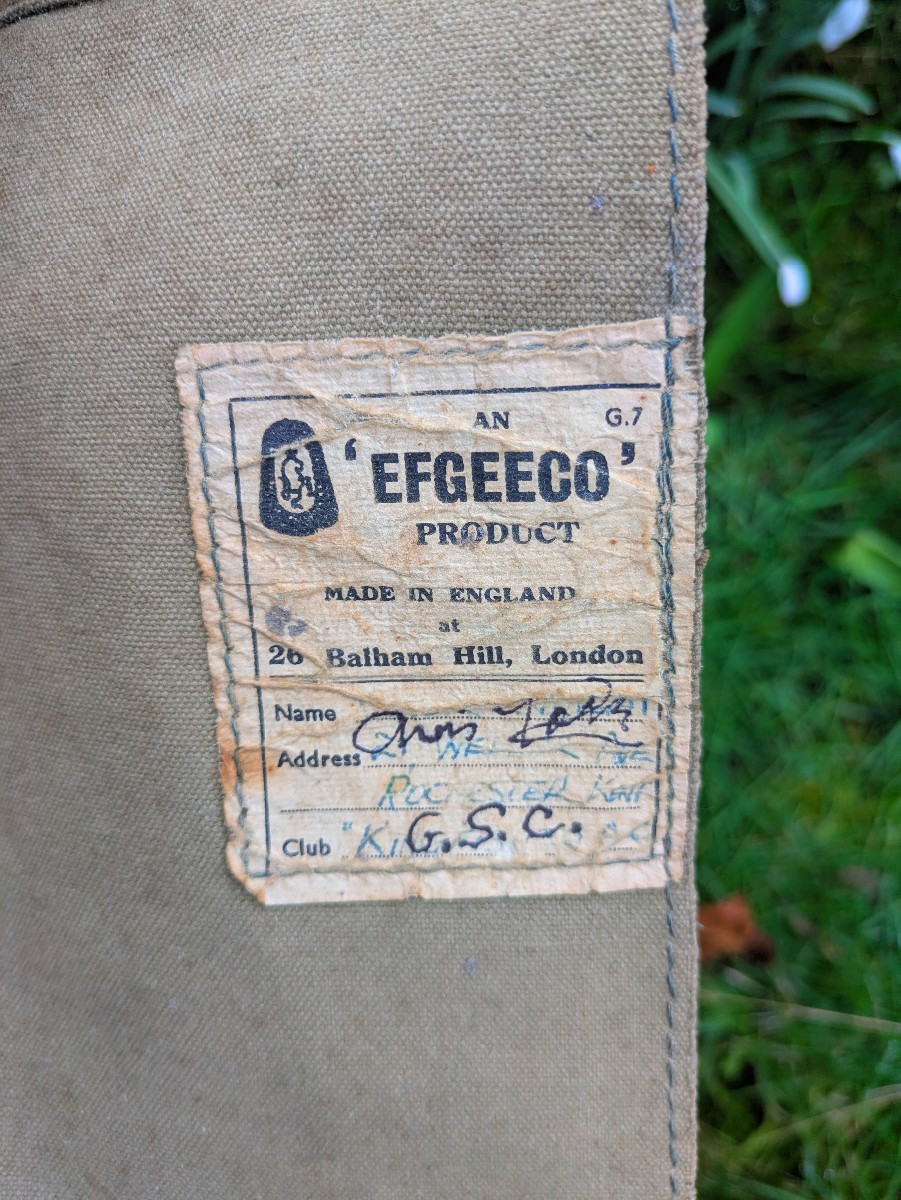 AN G.7
'EFGEECO'
PRODUCT
MADE IN ENGLAND
at
26 Balham Hill, London
Name
Address
ROCHESTER KENT
Club G.S.C.